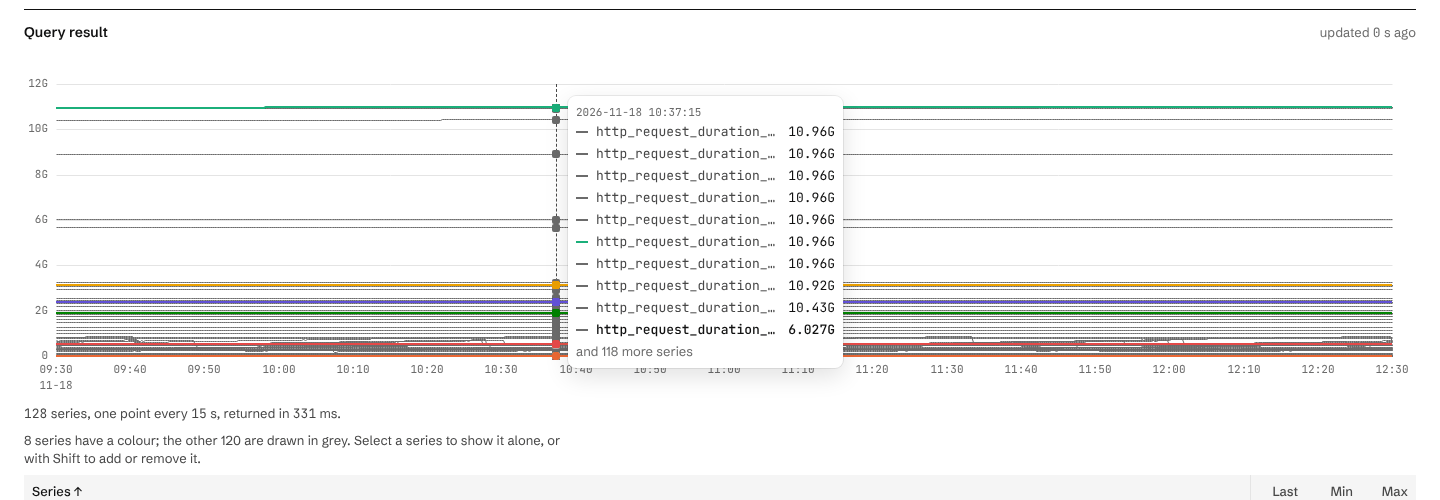 Query result
updated 0 s ago
12G
10G
8G
6G
4G
2G
0
2026-11-18 10:37:15
http_request_duration_… 10.96G
http_request_duration_… 10.96G
http_request_duration_… 10.96G
http_request_duration_… 10.96G
http_request_duration_… 10.96G
http_request_duration_… 10.96G
http_request_duration_… 10.96G
http_request_duration_… 10.92G
http_request_duration_… 10.43G
http_request_duration_… 6.027G
and 118 more series
09:30 09:40 09:50 10:00 10:10 10:20 10:30 10:40 10:50 11:00 11:10 11:20 11:30 11:40 11:50 12:00 12:10 12:20 12:30
11-18
128 series, one point every 15 s, returned in 331 ms.
8 series have a colour; the other 120 are drawn in grey. Select a series to show it alone, or
with Shift to add or remove it.
Series ↑ Last Min Max